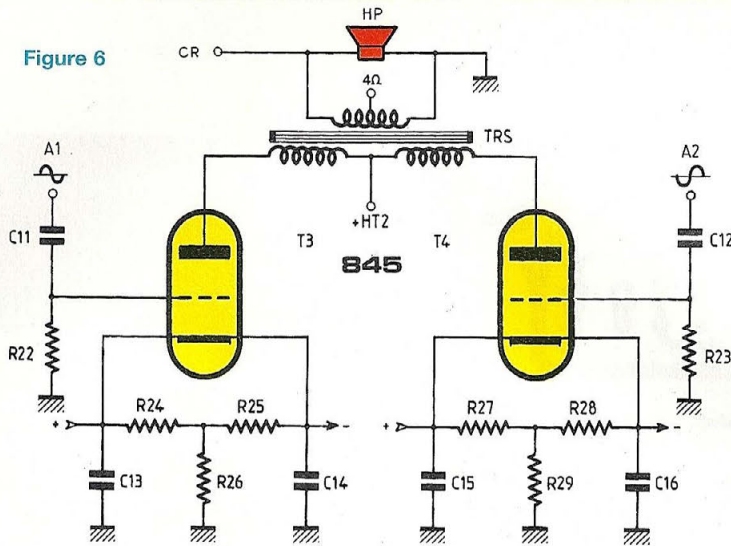 HP
Figure 6
CR
4Ω
TRS
A1
A2
+HT2
C11
T3
T4
C12
845
R22
R23
R24
R25
R27
R28
+
-
+
-
C13
R26
C14
C15
R29
C16